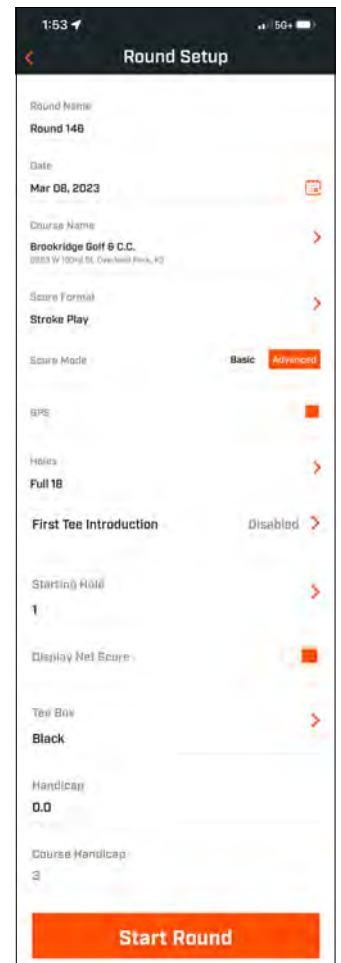 1:53
5G+
Round Setup
Round Name
Round 146
Date
Mar 08, 2023
Course Name
Brookridge Golf & C.C.
Score Format
Stroke Play
Score Mode
Basic
Advanced
GPS
Holes
Full 18
First Tee Introduction
Disabled
Starting Hole
1
Display Net Score
Tee Box
Black
Handicap
0.0
Course Handicap
3
Start Round